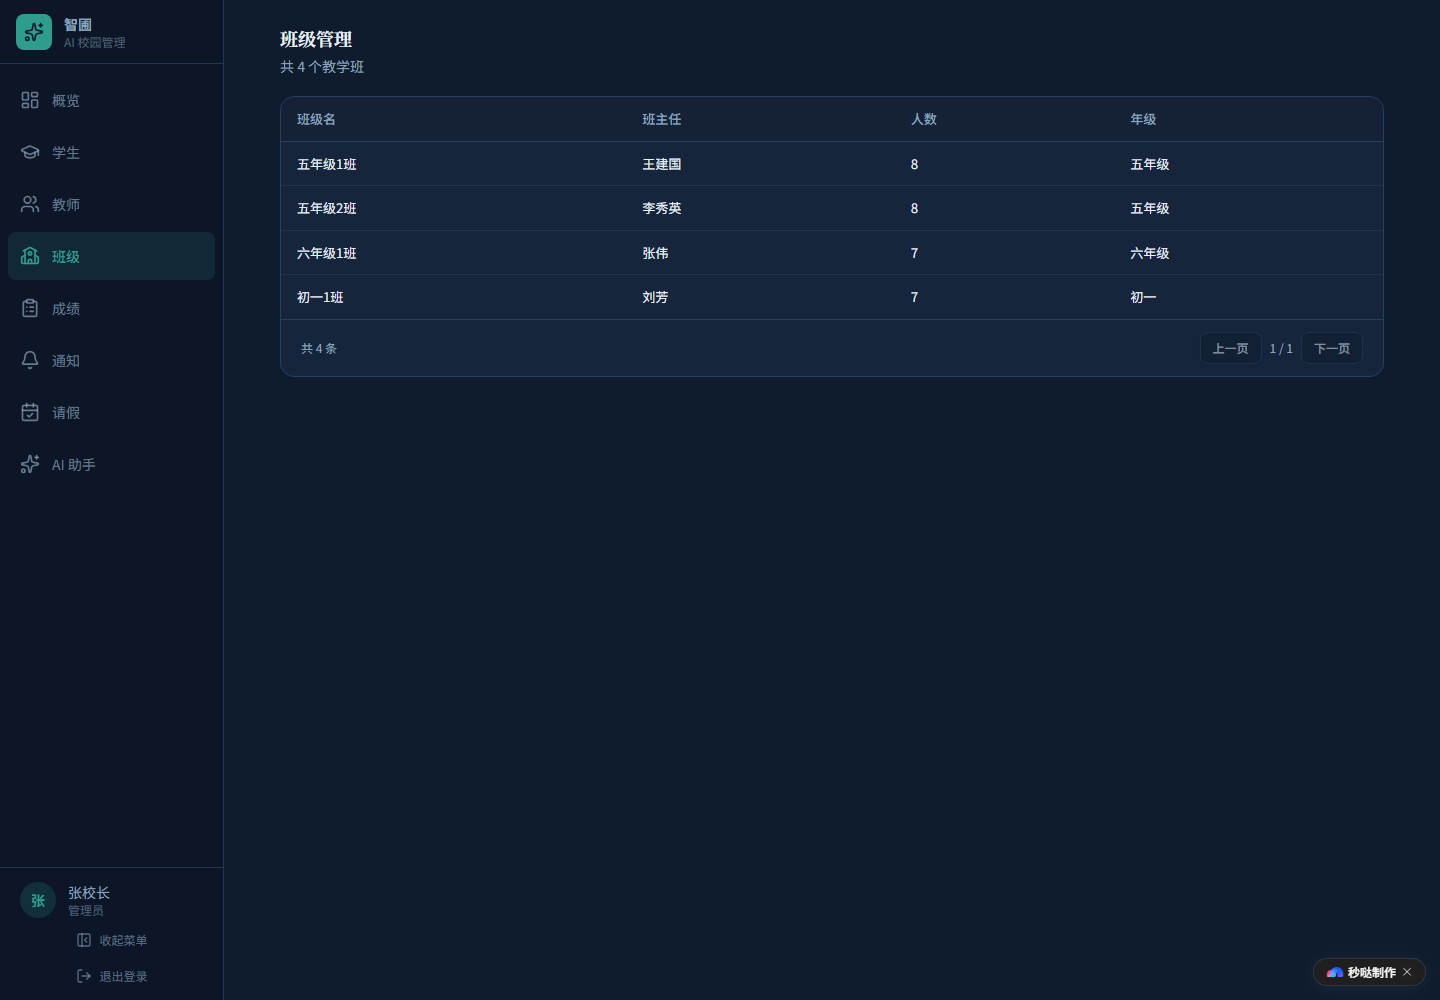 智圃
AI 校园管理
概览
学生
教师
班级
成绩
通知
请假
AI 助手
张
张校长
管理员
收起菜单
退出登录
班级管理
共 4 个教学班
班级名 班主任 人数 年级
五年级1班 王建国 8 五年级
五年级2班 李秀英 8 五年级
六年级1班 张伟 7 六年级
初一1班 刘芳 7 初一
共 4 条 上一页 1 / 1 下一页
秒哒制作